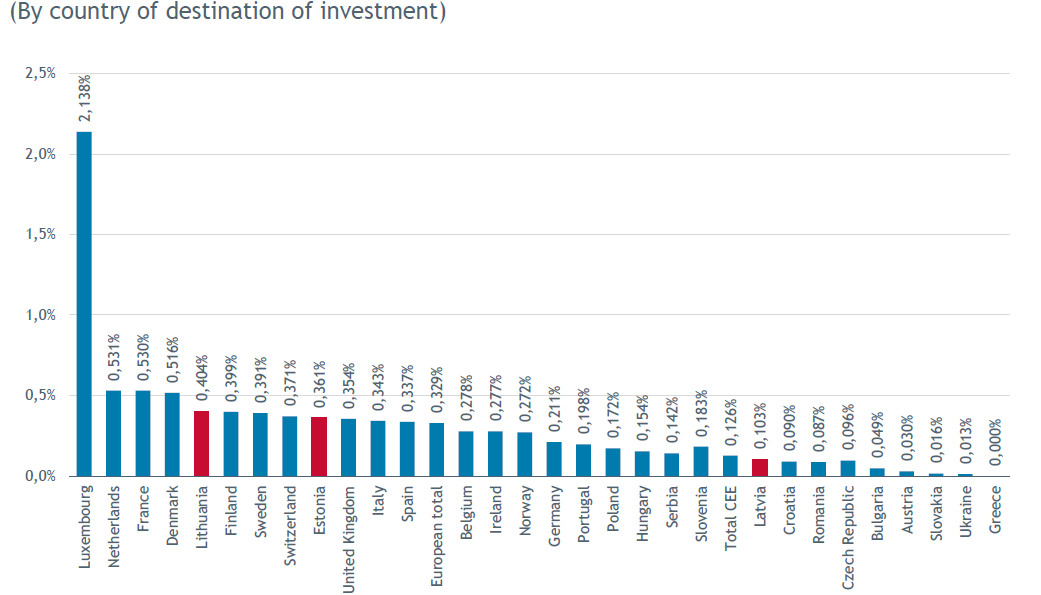 (By country of destination of investment)
2,5%
2,0%
1,5%
1,0%
0,5%
0,0%
2,138%
0,531%
0,530%
0,516%
0,404%
0,399%
0,391%
0,371%
0,361%
0,354%
0,343%
0,337%
0,329%
0,278%
0,277%
0,272%
0,211%
0,198%
0,172%
0,154%
0,142%
0,183%
0,126%
0,103%
0,090%
0,087%
0,096%
0,049%
0,030%
0,016%
0,013%
0,000%
Luxembourg
Netherlands
France
Denmark
Lithuania
Finland
Sweden
Switzerland
Estonia
United Kingdom
Italy
Spain
European total
Belgium
Ireland
Norway
Germany
Portugal
Poland
Hungary
Serbia
Slovenia
Total CEE
Latvia
Croatia
Romania
Czech Republic
Bulgaria
Austria
Slovakia
Ukraine
Greece